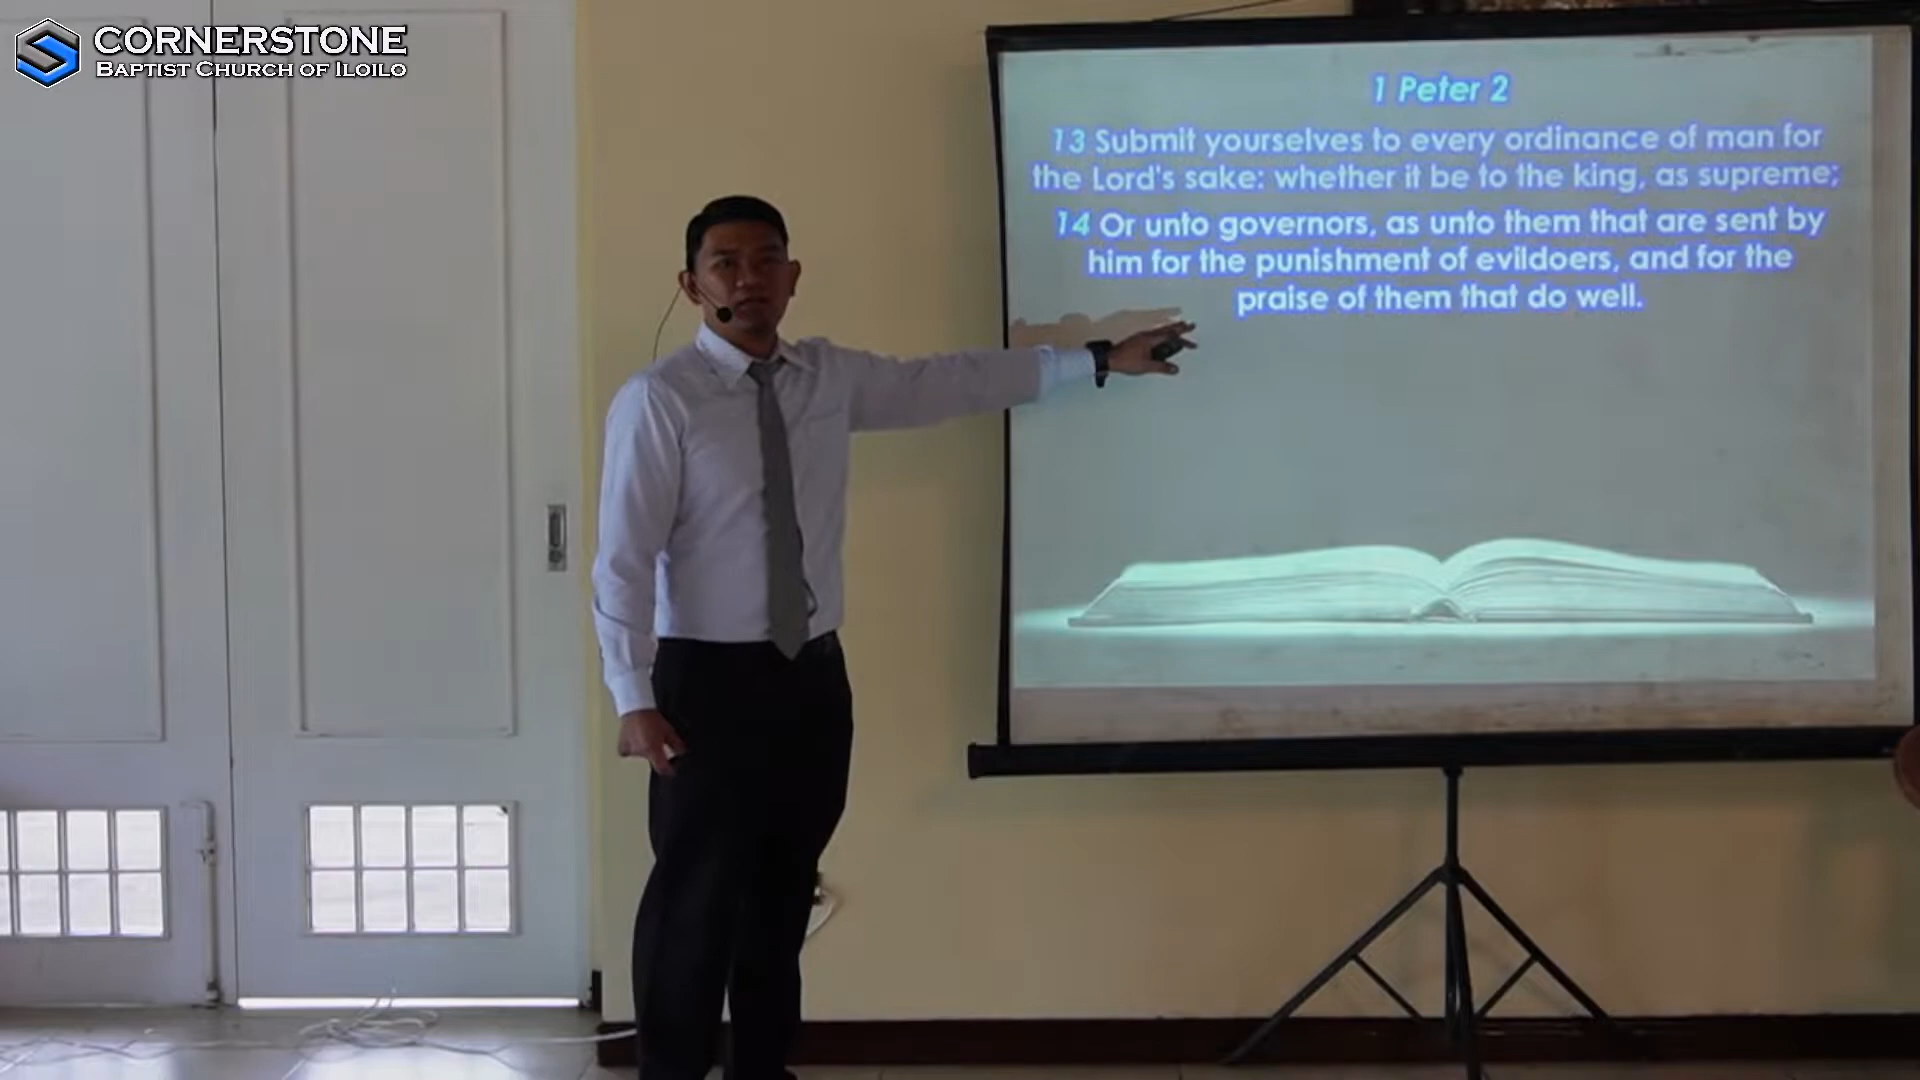 CORNERSTONE
BAPTIST CHURCH OF ILOILO
1 Peter 2
13 Submit yourselves to every ordinance of man for
the Lord's sake: whether it be to the king, as supreme;
14 Or unto governors, as unto them that are sent by
him for the punishment of evildoers, and for the
praise of them that do well.